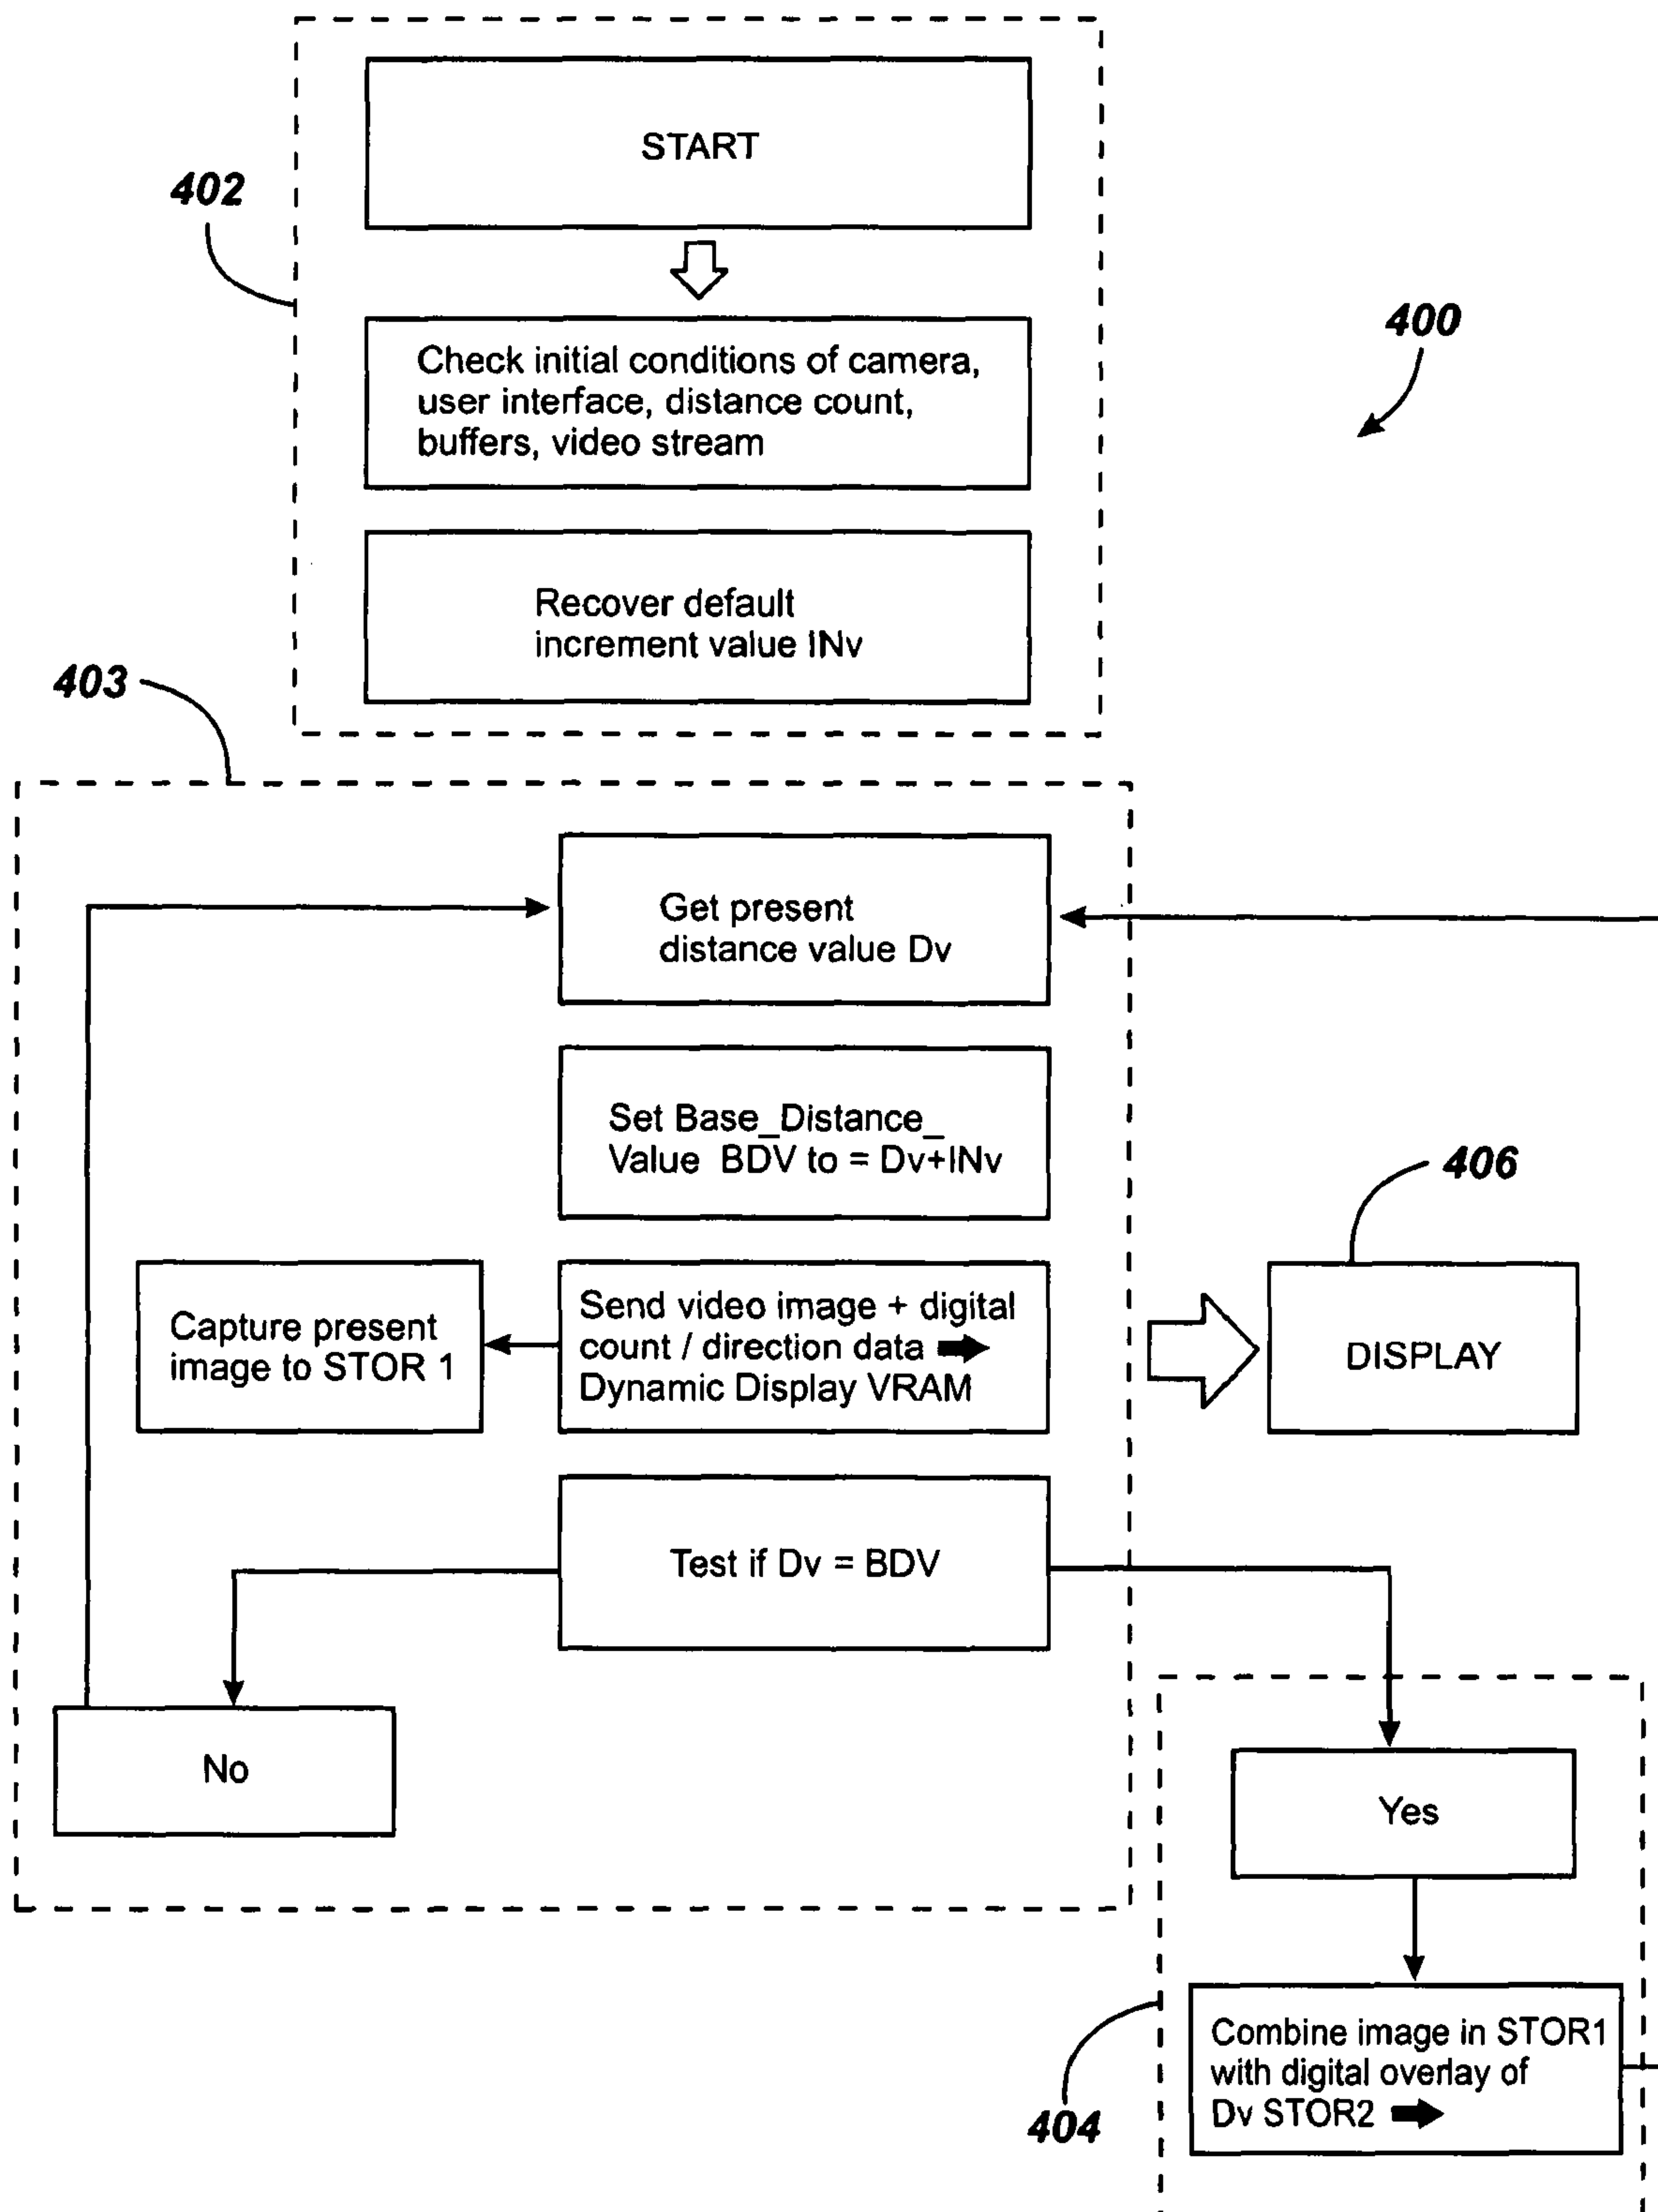 START
402
400
Check initial conditions of camera,
user interface, distance count,
buffers, video stream
Recover default
increment value INv
403
Get present
distance value Dv
Set Base_Distance_
Value BDV to = Dv+INv
406
Capture present
image to STOR 1
Send video image + digital
count / direction data ➡
Dynamic Display VRAM
DISPLAY
Test if Dv = BDV
No
Yes
Combine image in STOR1
with digital overlay of
Dv STOR2 ➡
404